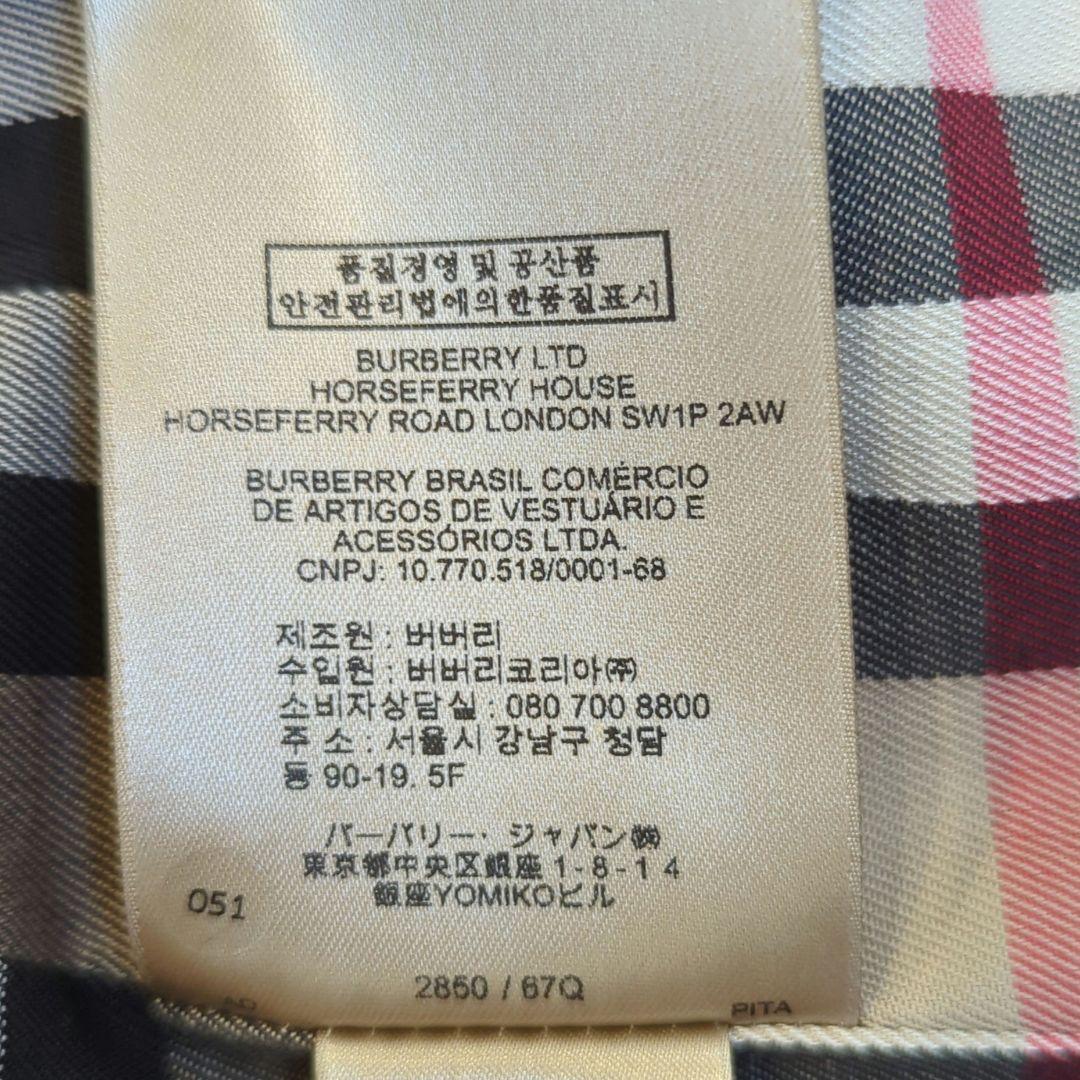 품질경영 및 공산품
안전관리법에의한품질표시
BURBERRY LTD
HORSEFERRY HOUSE
HORSEFERRY ROAD LONDON SW1P 2AW
BURBERRY BRASIL COMÉRCIO
DE ARTIGOS DE VESTUÁRIO E
ACESSÓRIOS LTDA.
CNPJ: 10.770.518/0001-68
제조원 : 버버리
수입원 : 버버리코리아㈜
소비자상담실 : 080 700 8800
주 소 : 서울시 강남구 청담
동 90-19. 5F
バーバリー・ジャパン㈱
東京都中央区銀座1-8-14
銀座YOMIKOビル
051
2850 / 67Q
PITA